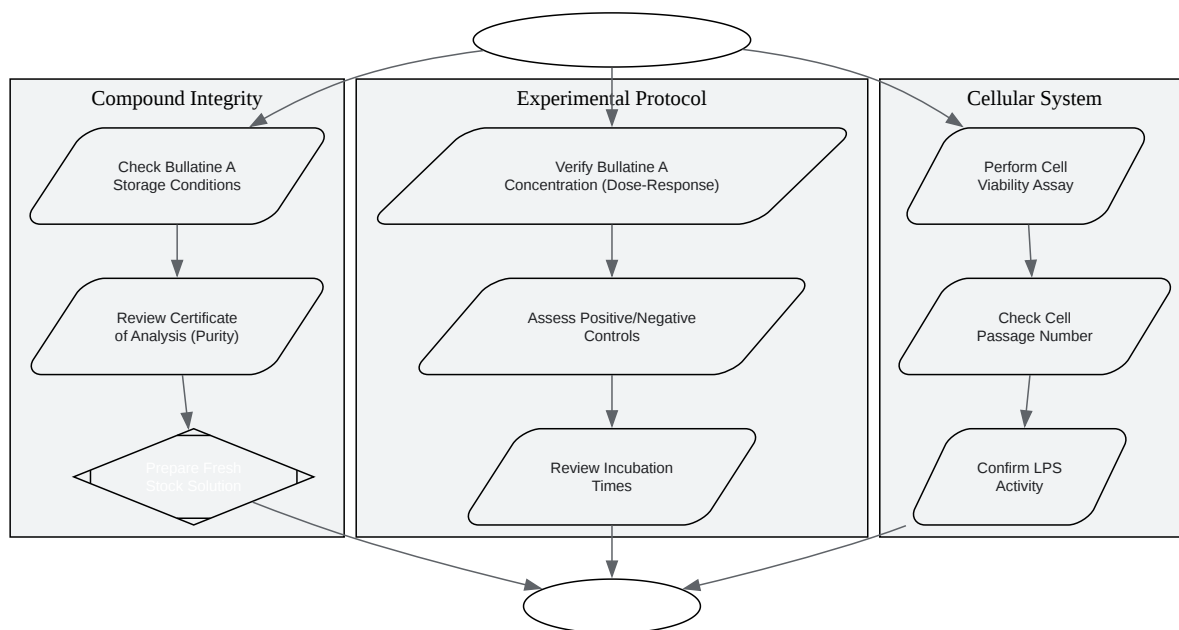 Compound Integrity
Check Bullatine A
Storage Conditions
Review Certificate
of Analysis (Purity)
Prepare Fresh
Stock Solution
Experimental Protocol
Verify Bullatine A
Concentration (Dose-Response)
Assess Positive/Negative
Controls
Review Incubation
Times
Cellular System
Perform Cell
Viability Assay
Check Cell
Passage Number
Confirm LPS
Activity